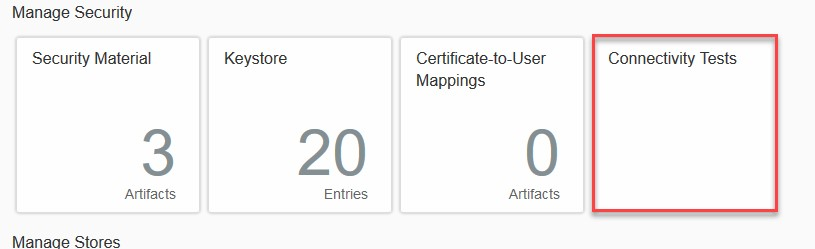 Manage Security
Security Material
3
Artifacts
Keystore
20
Entries
Certificate-to-User
Mappings
0
Artifacts
Connectivity Tests
Manage Stores